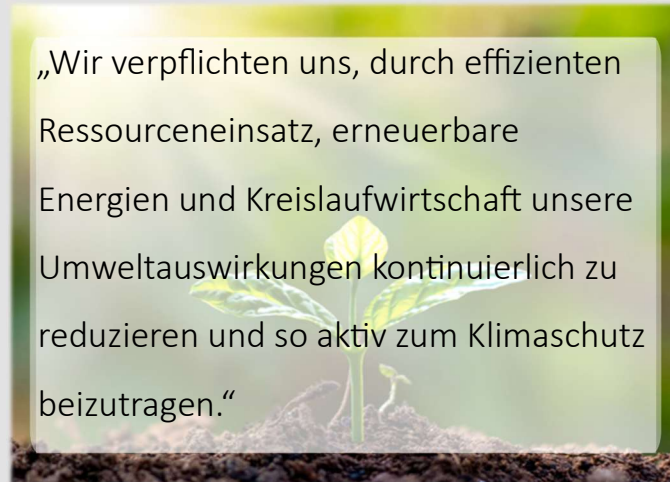 „Wir verpflichten uns, durch effizienten
Ressourceneinsatz, erneuerbare
Energien und Kreislaufwirtschaft unsere
Umweltauswirkungen kontinuierlich zu
reduzieren und so aktiv zum Klimaschutz
beizutragen.“